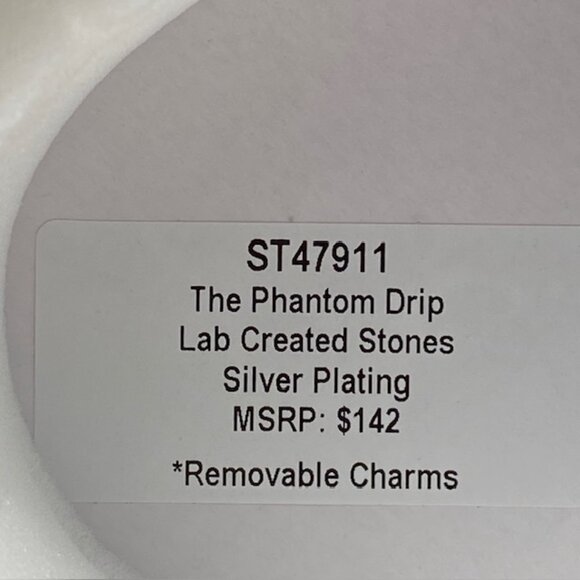 ST47911
The Phantom Drip
Lab Created Stones
Silver Plating
MSRP: $142
*Removable Charms